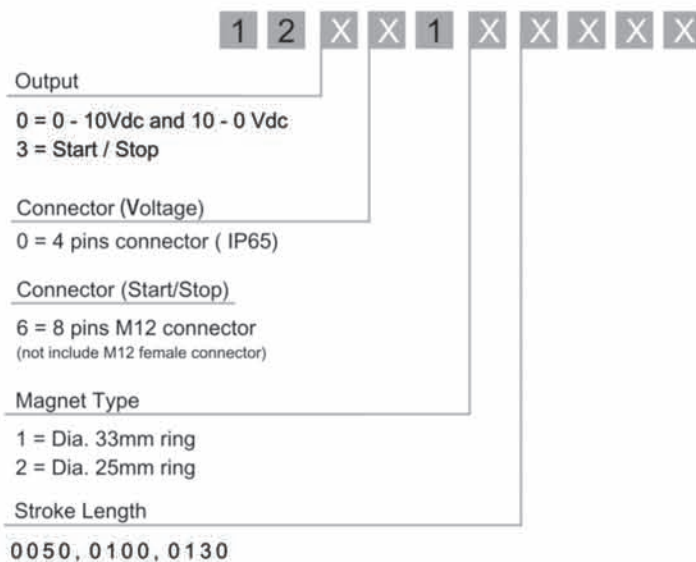 1 2 X X 1 X X X X X
Output
0 = 0 - 10Vdc and 10 - 0 Vdc
3 = Start / Stop
Connector (Voltage)
0 = 4 pins connector ( IP65)
Connector (Start/Stop)
6 = 8 pins M12 connector
(not include M12 female connector)
Magnet Type
1 = Dia. 33mm ring
2 = Dia. 25mm ring
Stroke Length
0050, 0100, 0130